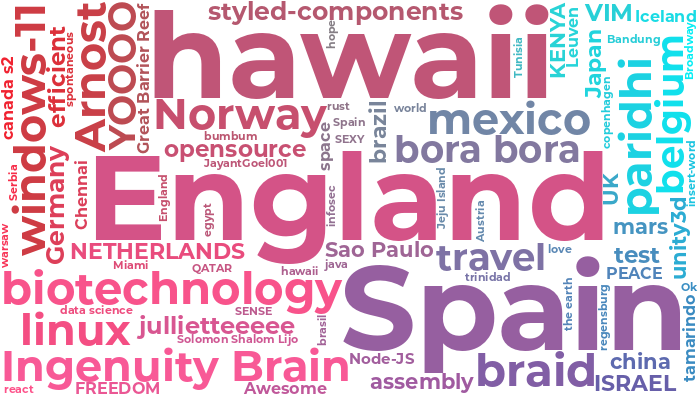 styled-components
hawaii
hope
Tunisia
KENYA
Leuven
VIM
Iceland
Japan
Bandung
Broadway
windows-11
canada s2
efficient
spontaneous
Arnost
YOOOO
Great Barrier Reef
Norway
rust
Spain
SEXY
world
brazil
mexico
copenhagen
paridhi
belgium
insert-word
bumbum
opensource
JayantGoel001
space
bora bora
Serbia
Germany
Chennai
England
England
egypt
infosec
Jeju Island
Austria
UK
mars
unity3d
warsaw
NETHERLANDS
Miami
QATAR
hawaii
Sao Paulo
java
travel
love
trinidad
test
PEACE
Ok
biotechnology
data science
SENSE
brasil
Spain
the earth
regensburg
tamarindo
linux
jullietteeeee
Solomon Shalom Lijo
Node-JS
Ingenuity Brain
assembly
braid
china
ISRAEL
react
FREEDOM
Awesome